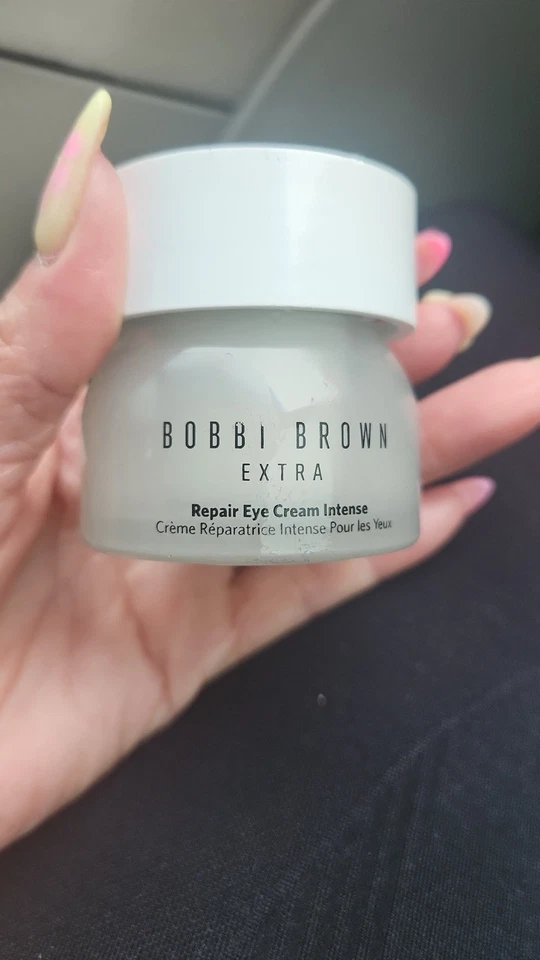 BOBBI BROWN
EXTRA
Repair Eye Cream Intense
Crème Réparatrice Intense Pour les Yeux